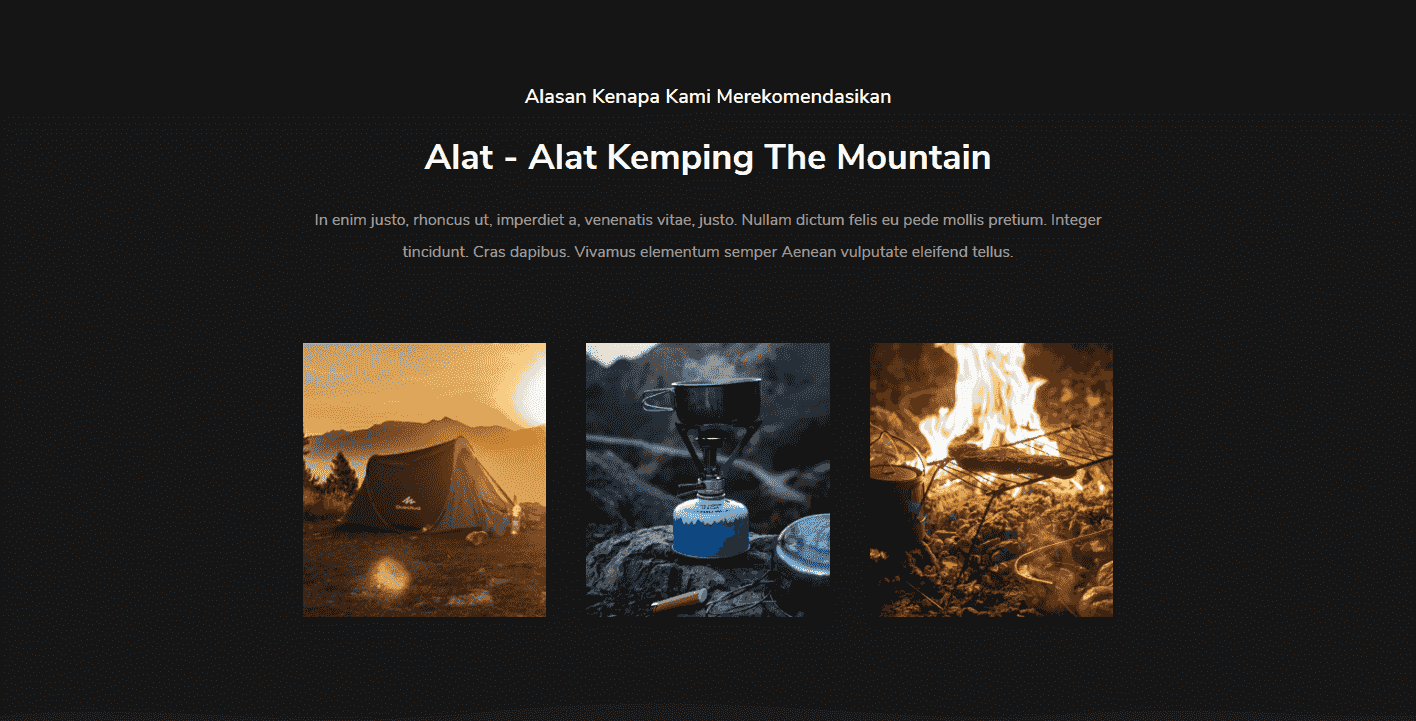 Alasan Kenapa Kami Merekomendasikan
Alat - Alat Kemping The Mountain
In enim justo, rhoncus ut, imperdiet a, venenatis vitae, justo. Nullam dictum felis eu pede mollis pretium. Integer
tincidunt. Cras dapibus. Vivamus elementum semper Aenean vulputate eleifend tellus.